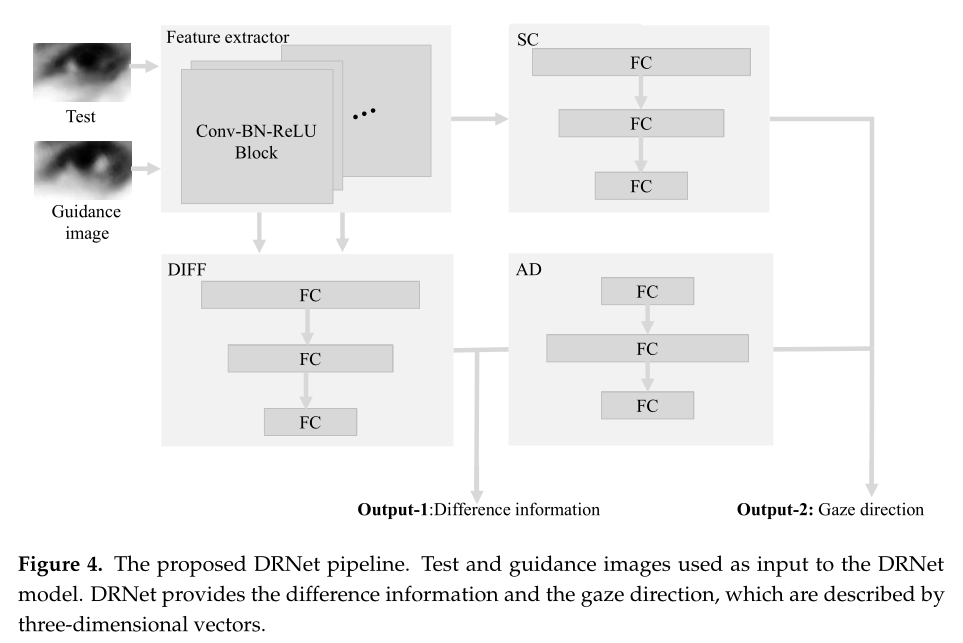 Feature extractor
SC
FC
FC
FC
Test
Conv-BN-ReLU
Block
...
Guidance
image
DIFF
FC
FC
FC
AD
FC
FC
FC
Output-1:Difference information
Output-2: Gaze direction
Figure 4. The proposed DRNet pipeline. Test and guidance images used as input to the DRNet
model. DRNet provides the difference information and the gaze direction, which are described by
three-dimensional vectors.